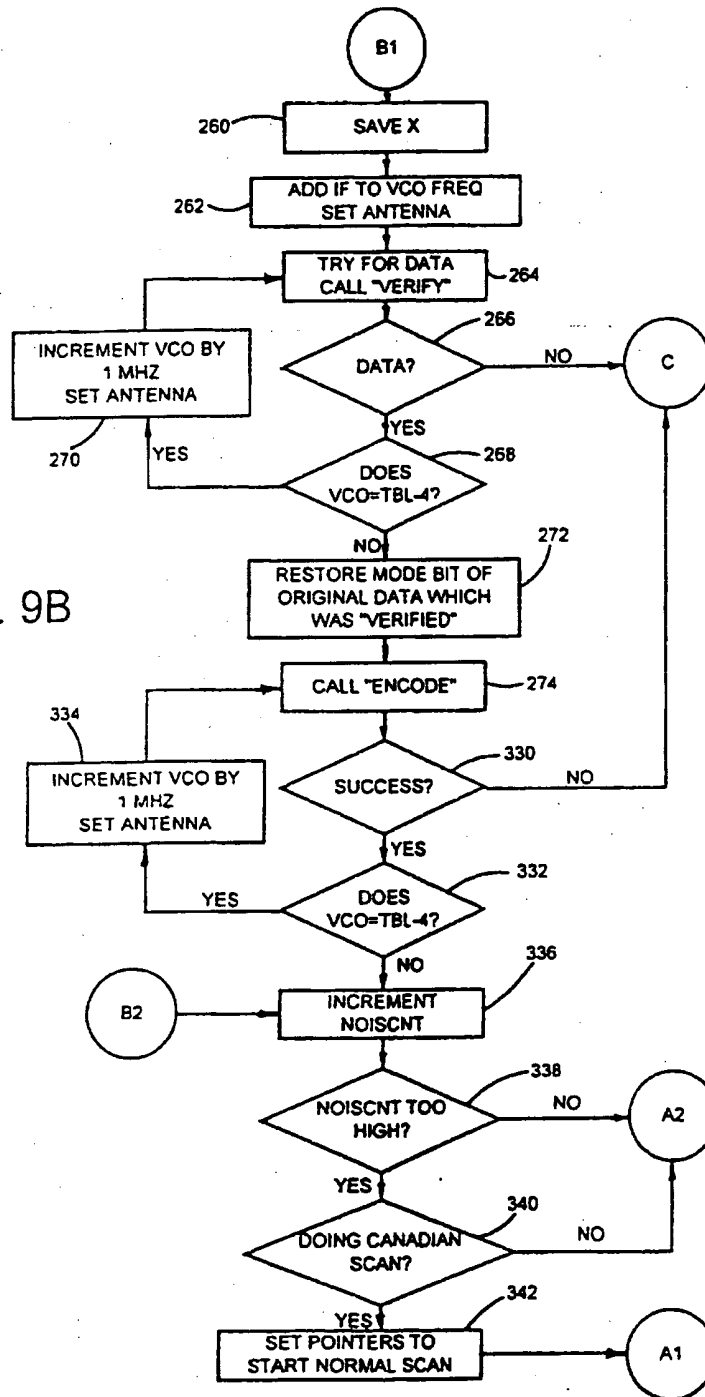 B1
260
SAVE X
262
ADD IF TO VCO FREQ
SET ANTENNA
TRY FOR DATA
CALL "VERIFY"
264
INCREMENT VCO BY
1 MHZ
SET ANTENNA
270
266
DATA?
NO
C
YES
268
DOES
VCO=TBL-4?
YES
NO
272
RESTORE MODE BIT OF
ORIGINAL DATA WHICH
WAS "VERIFIED"
. 9B
CALL "ENCODE"
274
334
INCREMENT VCO BY
1 MHZ
SET ANTENNA
330
SUCCESS?
NO
YES
332
DOES
VCO=TBL-4?
YES
NO
336
B2
INCREMENT
NOISCNT
338
NOISCNT TOO
HIGH?
NO
A2
YES
340
DOING CANADIAN
SCAN?
NO
YES
342
SET POINTERS TO
START NORMAL SCAN
A1